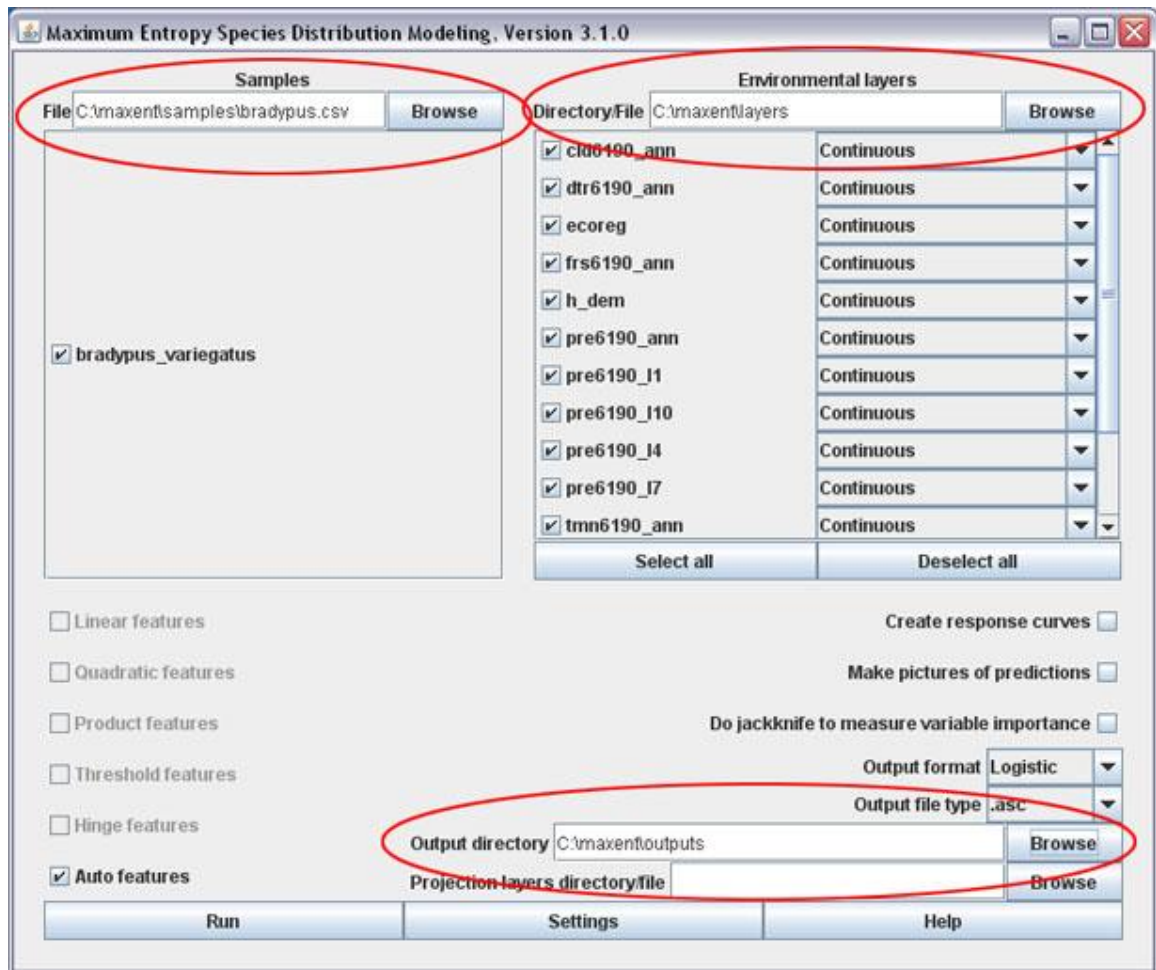 Maximum Entropy Species Distribution Modeling, Version 3.1.0
Samples
File C:\maxent\samples\bradypus.csv Browse
bradypus_variegatus
Environmental layers
Directory/File C:\maxent\layers Browse
cld6190_ann Continuous
dtr6190_ann Continuous
ecoreg Continuous
frs6190_ann Continuous
h_dem Continuous
pre6190_ann Continuous
pre6190_l1 Continuous
pre6190_l10 Continuous
pre6190_l4 Continuous
pre6190_l7 Continuous
tmn6190_ann Continuous
Select all Deselect all
Linear features
Quadratic features
Product features
Threshold features
Hinge features
Auto features
Create response curves
Make pictures of predictions
Do jackknife to measure variable importance
Output format Logistic
Output file type .asc
Output directory C:\maxent\outputs Browse
Projection layers directory/file Browse
Run Settings Help